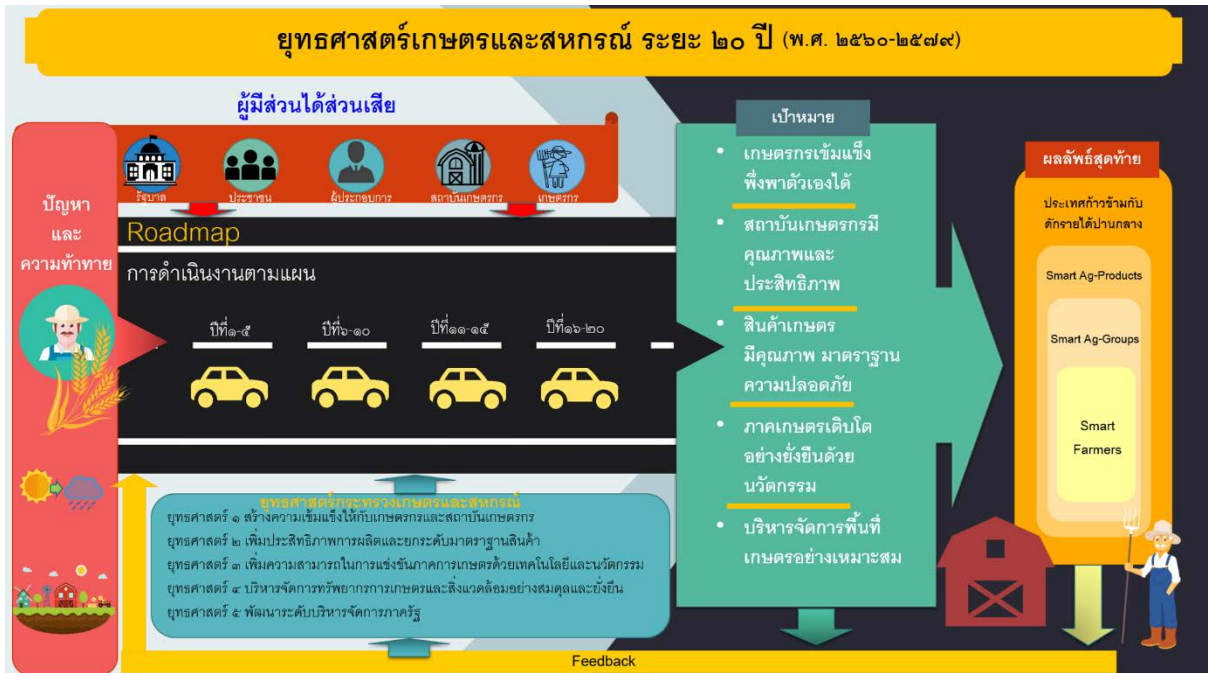 ยุทธศาสตร์เกษตรและสหกรณ์ ระยะ ๒๐ ปี (พ.ศ. ๒๕๖๐-๒๕๗๙)
ผู้มีส่วนได้ส่วนเสีย
รัฐบาล
ประชาชน
ผู้ประกอบการ
สถาบันเกษตรกร
เกษตรกร
ปัญหา
และ
ความท้าทาย
Roadmap
การดำเนินงานตามแผน
ปีที่๑-๕
ปีที่๖-๑๐
ปีที่๑๑-๑๕
ปีที่๑๖-๒๐
ยุทธศาสตร์กระทรวงเกษตรและสหกรณ์
ยุทธศาสตร์ ๑ สร้างความเข้มแข็งให้กับเกษตรกรและสถาบันเกษตรกร
ยุทธศาสตร์ ๒ เพิ่มประสิทธิภาพการผลิตและยกระดับมาตรฐานสินค้า
ยุทธศาสตร์ ๓ เพิ่มความสามารถในการแข่งขันภาคการเกษตรด้วยเทคโนโลยีและนวัตกรรม
ยุทธศาสตร์ ๔ บริหารจัดการทรัพยากรการเกษตรและสิ่งแวดล้อมอย่างสมดุลและยั่งยืน
ยุทธศาสตร์ ๕ พัฒนาระดับบริหารจัดการภาครัฐ
เป้าหมาย
• เกษตรกรเข้มแข็ง
พึ่งพาตัวเองได้
• สถาบันเกษตรกรมี
คุณภาพและ
ประสิทธิภาพ
• สินค้าเกษตร
มีคุณภาพ มาตราฐาน
ความปลอดภัย
• ภาคเกษตรเติบโต
อย่างยั่งยืนด้วย
นวัตกรรม
• บริหารจัดการพื้นที่
เกษตรอย่างเหมาะสม
ผลลัพธ์สุดท้าย
ประเทศก้าวข้ามกับ
ดักรายได้ปานกลาง
Smart Ag-Products
Smart Ag-Groups
Smart
Farmers
Feedback